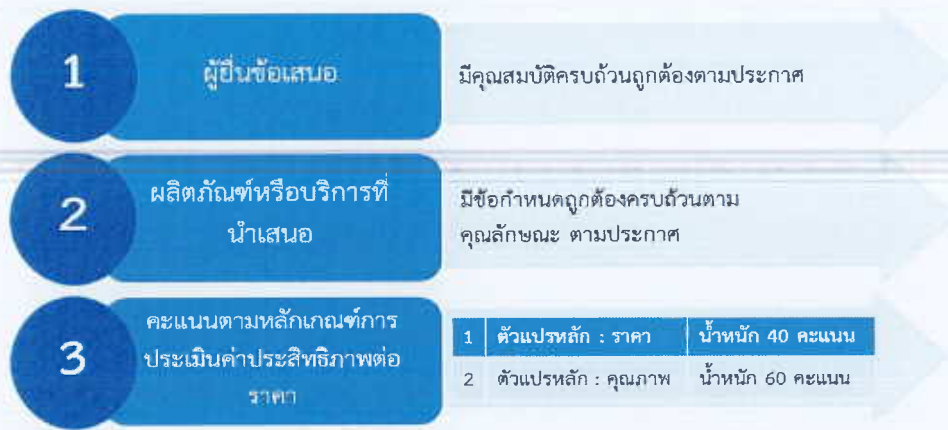 1
ผู้ยื่นข้อเสนอ
มีคุณสมบัติครบถ้วนถูกต้องตามประกาศ
2
ผลิตภัณฑ์หรือบริการที่
นำเสนอ
มีข้อกำหนดถูกต้องครบถ้วนตาม
คุณลักษณะ ตามประกาศ
3
คะแนนตามหลักเกณฑ์การ
ประเมินค่าประสิทธิภาพต่อ
ราคา
1 ตัวแปรหลัก : ราคา น้ำหนัก 40 คะแนน
2 ตัวแปรหลัก : คุณภาพ น้ำหนัก 60 คะแนน